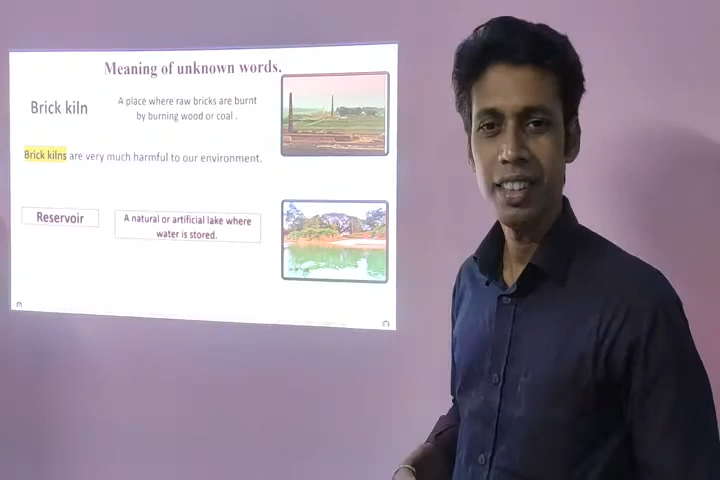 Meaning of unknown words.
Brick kiln
A place where raw bricks are burnt
by burning wood or coal .
Brick kilns are very much harmful to our environment.
Reservoir
A natural or artificial lake where
water is stored.